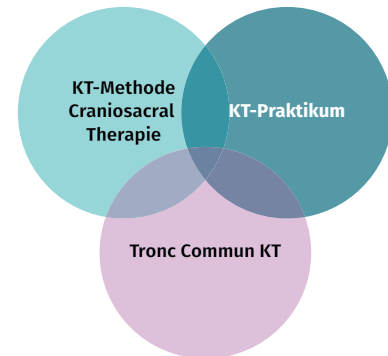 KT-Methode
Craniosacral
Therapie
KT-Praktikum
Tronc Commun KT